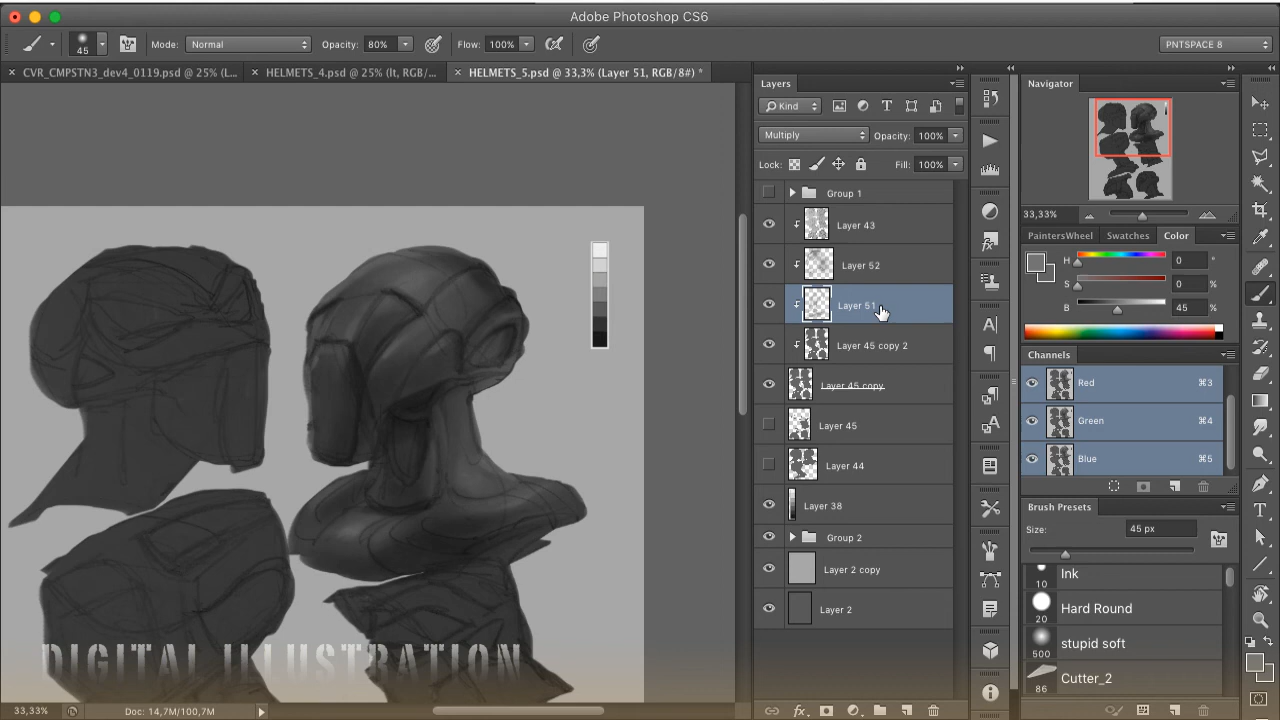 Adobe Photoshop CS6
45
Mode:
Normal
Opacity:
80%
Flow:
100%
PNTSPACE 8
CVR_CMPSTN3_dev4_0119.psd @ 25% (L...
HELMETS_4.psd @ 25% (lt, RGB/...
HELMETS_5.psd @ 33,3% (Layer 51, RGB/8#) *
Layers
Kind
Multiply
Opacity:
100%
Lock:
Fill:
100%
Group 1
Layer 43
Layer 52
Layer 51
Layer 45 copy 2
Layer 45 copy
Layer 45
Layer 44
Layer 38
Group 2
Layer 2 copy
Layer 2
fx
Navigator
33,33%
PaintersWheel
Swatches
Color
H
0
°
S
0
%
B
45
%
Channels
Red
⌘3
Green
⌘4
Blue
⌘5
Brush Presets
Size:
45 px
10
Ink
20
Hard Round
500
stupid soft
86
Cutter_2
DIGITAL ILLUSTRATION
33,33%
Doc: 14,7M/100,7M